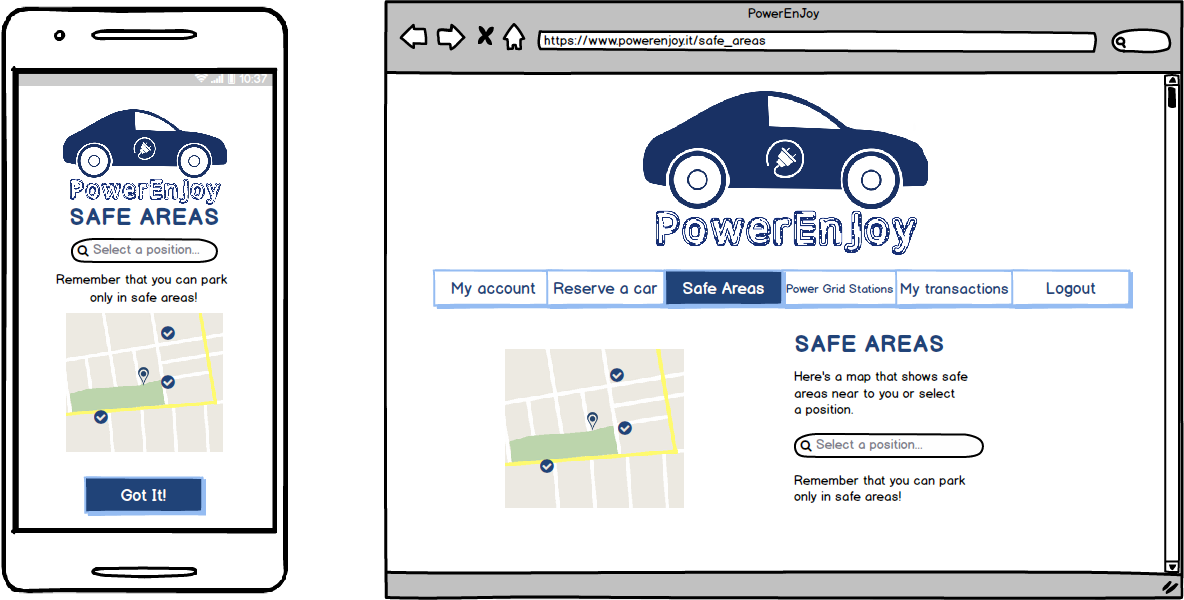 10:37
PowerEnJoy
SAFE AREAS
Select a position...
Remember that you can park
only in safe areas!
Got It!
PowerEnJoy
https://www.powerenjoy.it/safe_areas
PowerEnJoy
My account
Reserve a car
Safe Areas
Power Grid Stations
My transactions
Logout
SAFE AREAS
Here's a map that shows safe
areas near to you or select
a position.
Select a position...
Remember that you can park
only in safe areas!